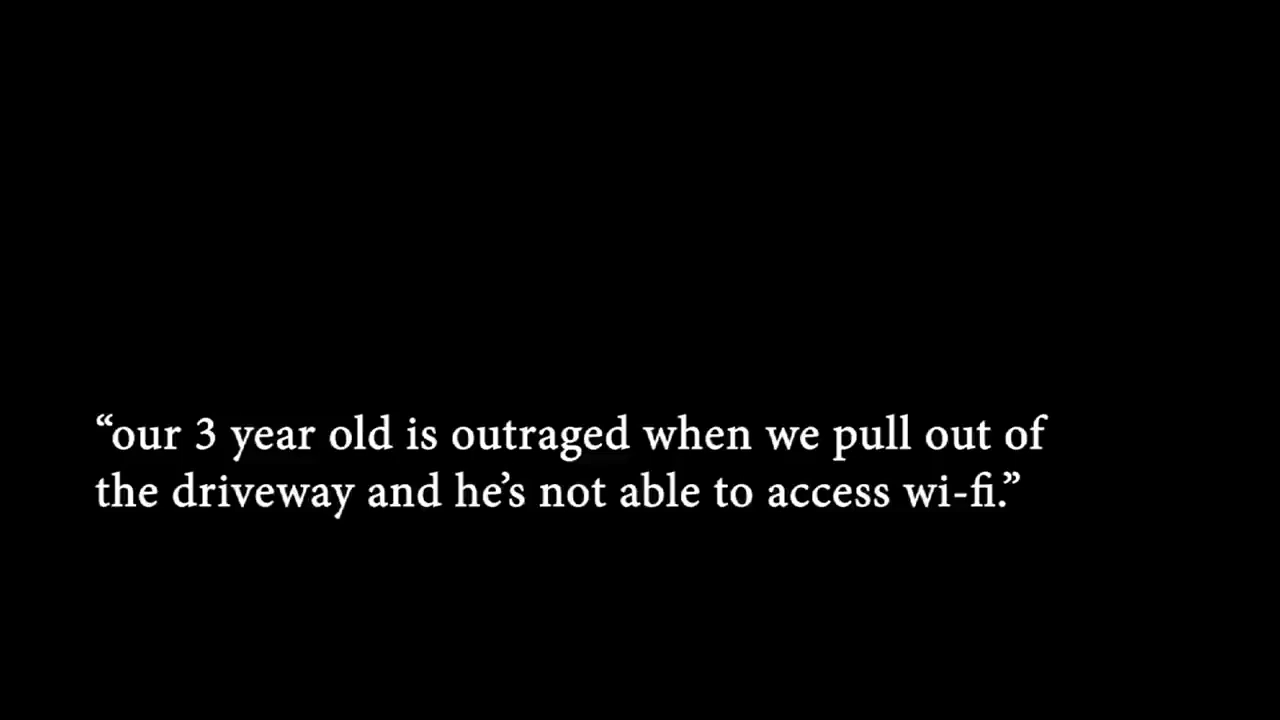 “our 3 year old is outraged when we pull out of
the driveway and he’s not able to access wi-fi.”